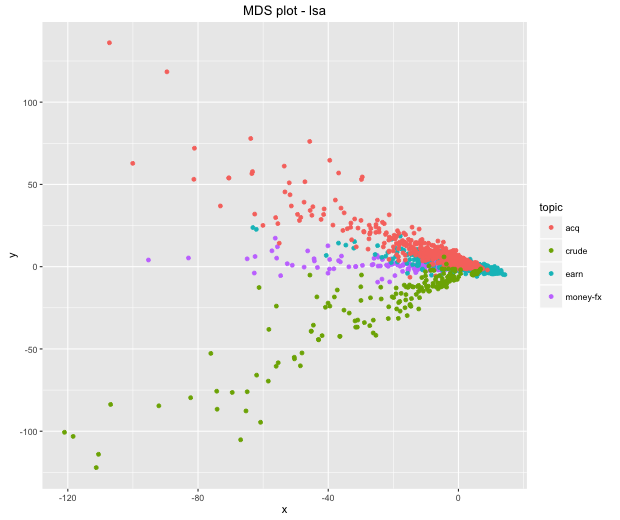 MDS plot - lsa
100
50
0
-50
-100
y
-120
-80
-40
0
x
topic
acq
crude
earn
money-fx